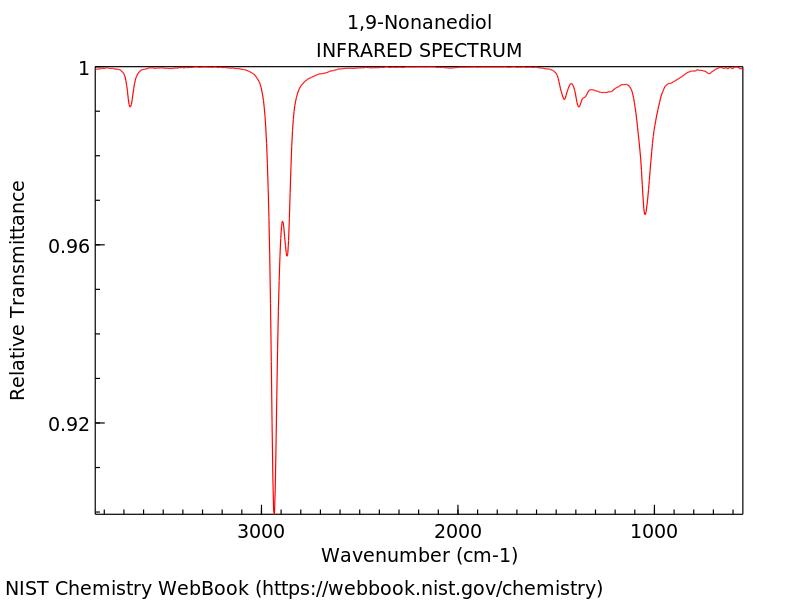 1,9-Nonanediol
INFRARED SPECTRUM
1
0.96
0.92
Relative Transmittance
3000 2000 1000
Wavenumber (cm-1)
NIST Chemistry WebBook (https://webbook.nist.gov/chemistry)